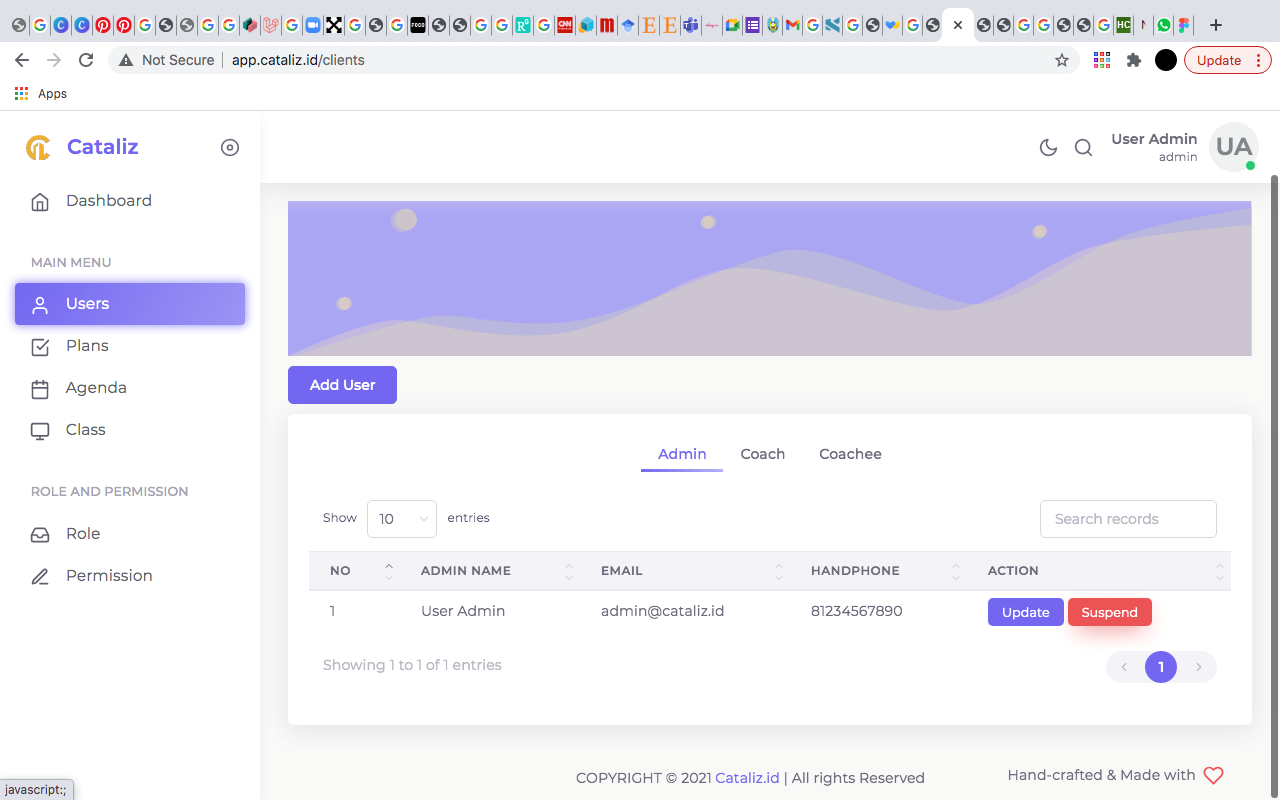 Not Secure app.cataliz.id/clients
Update
Apps
Cataliz
User Admin
admin
UA
Dashboard
MAIN MENU
Users
Plans
Agenda
Class
ROLE AND PERMISSION
Role
Permission
Add User
Admin Coach Coachee
Show 10 entries
Search records
NO ADMIN NAME EMAIL HANDPHONE ACTION
1 User Admin admin@cataliz.id 81234567890 Update Suspend
Showing 1 to 1 of 1 entries
1
COPYRIGHT © 2021 Cataliz.id | All rights Reserved
Hand-crafted & Made with
javascript:;